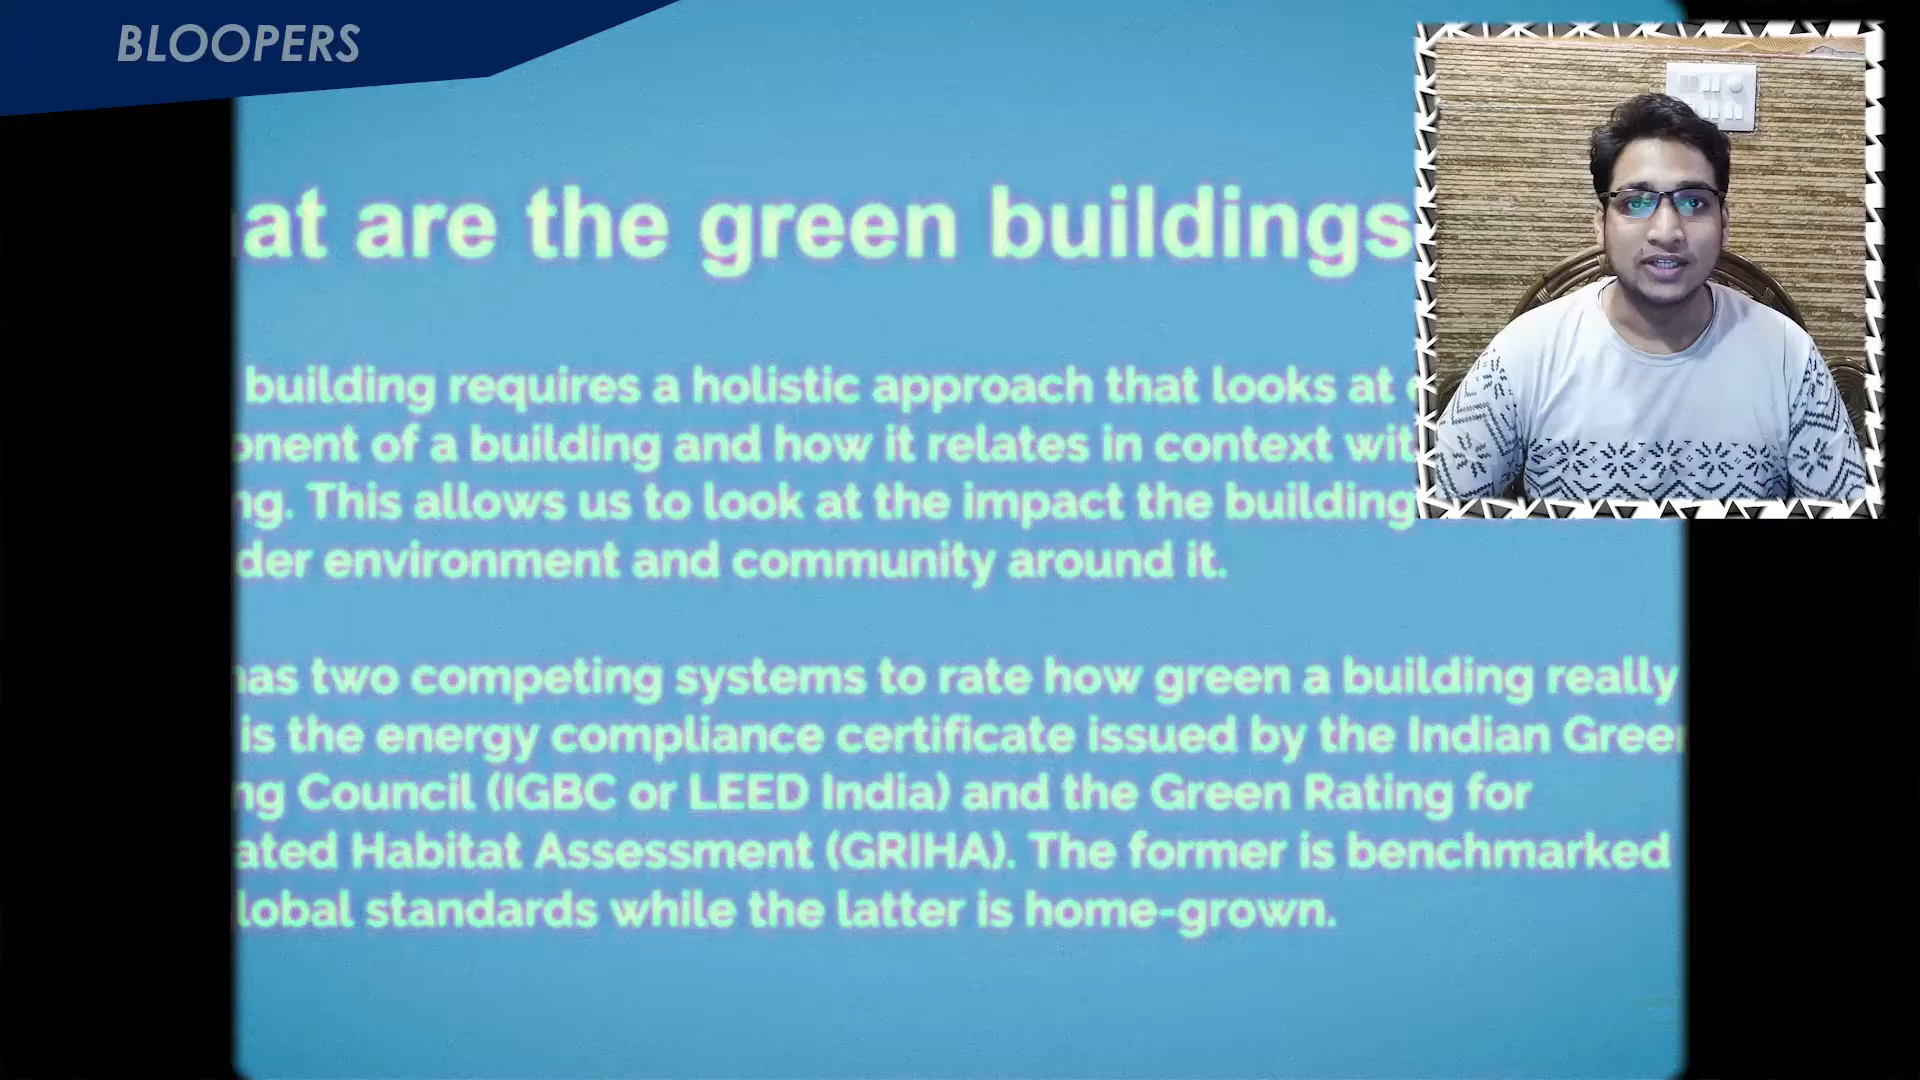 BLOOPERS
at are the green buildings
building requires a holistic approach that looks at
onent of a building and how it relates in context wit
ng. This allows us to look at the impact the building
der environment and community around it.
has two competing systems to rate how green a building really
is the energy compliance certificate issued by the Indian Green
ng Council (IGBC or LEED India) and the Green Rating for
ated Habitat Assessment (GRIHA). The former is benchmarked
lobal standards while the latter is home-grown.